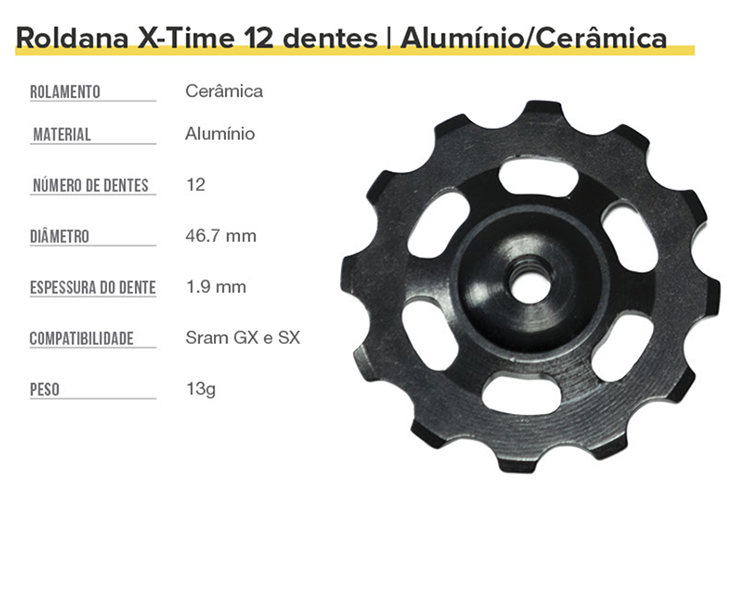 Roldana X-Time 12 dentes | Alumínio/Cerâmica
ROLAMENTO Cerâmica
MATERIAL Alumínio
NÚMERO DE DENTES 12
DIÂMETRO 46.7 mm
ESPESSURA DO DENTE 1.9 mm
COMPATIBILIDADE Sram GX e SX
PESO 13g